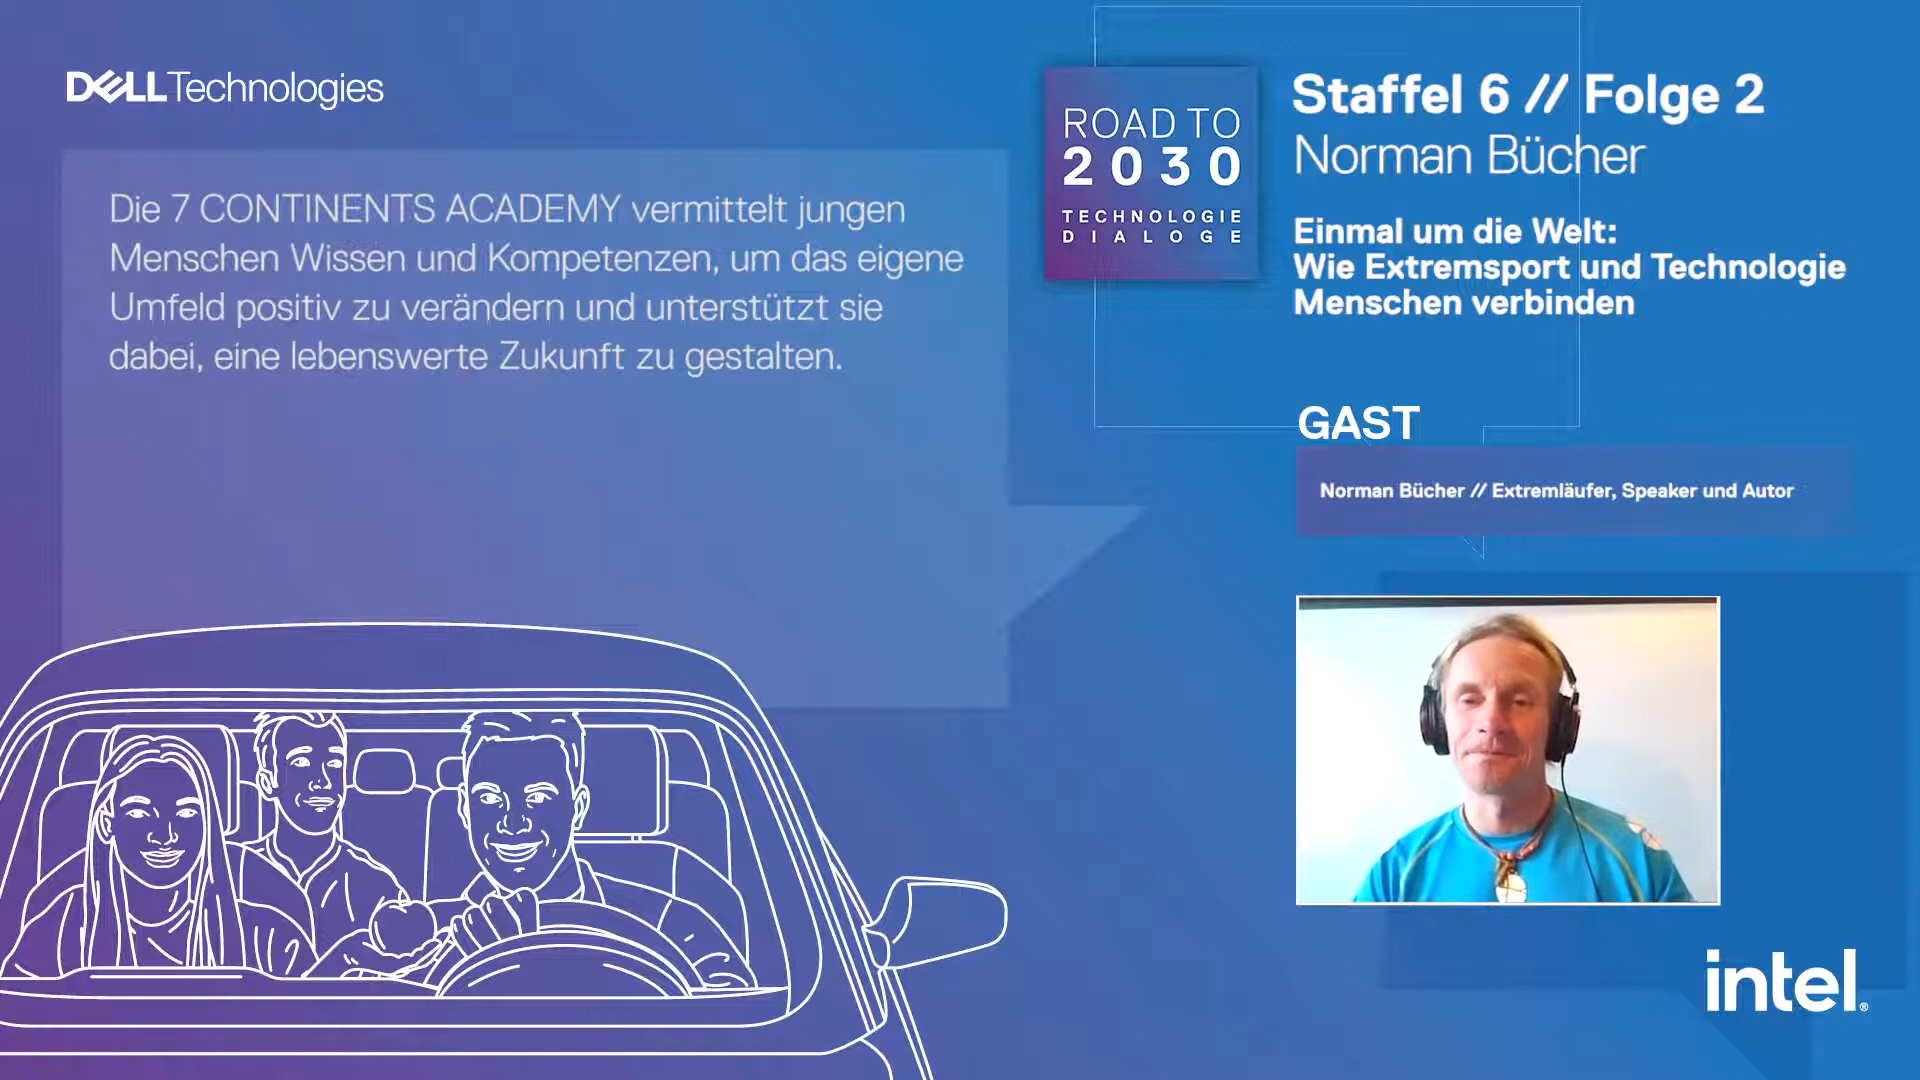 DELL Technologies
Die 7 CONTINENTS ACADEMY vermittelt jungen
Menschen Wissen und Kompetenzen, um das eigene
Umfeld positiv zu verändern und unterstützt sie
dabei, eine lebenswerte Zukunft zu gestalten.
ROAD TO
2030
TECHNOLOGIE
DIALOGE
Staffel 6 // Folge 2
Norman Bücher
Einmal um die Welt:
Wie Extremsport und Technologie
Menschen verbinden
GAST
Norman Bücher // Extremläufer, Speaker und Autor
intel®